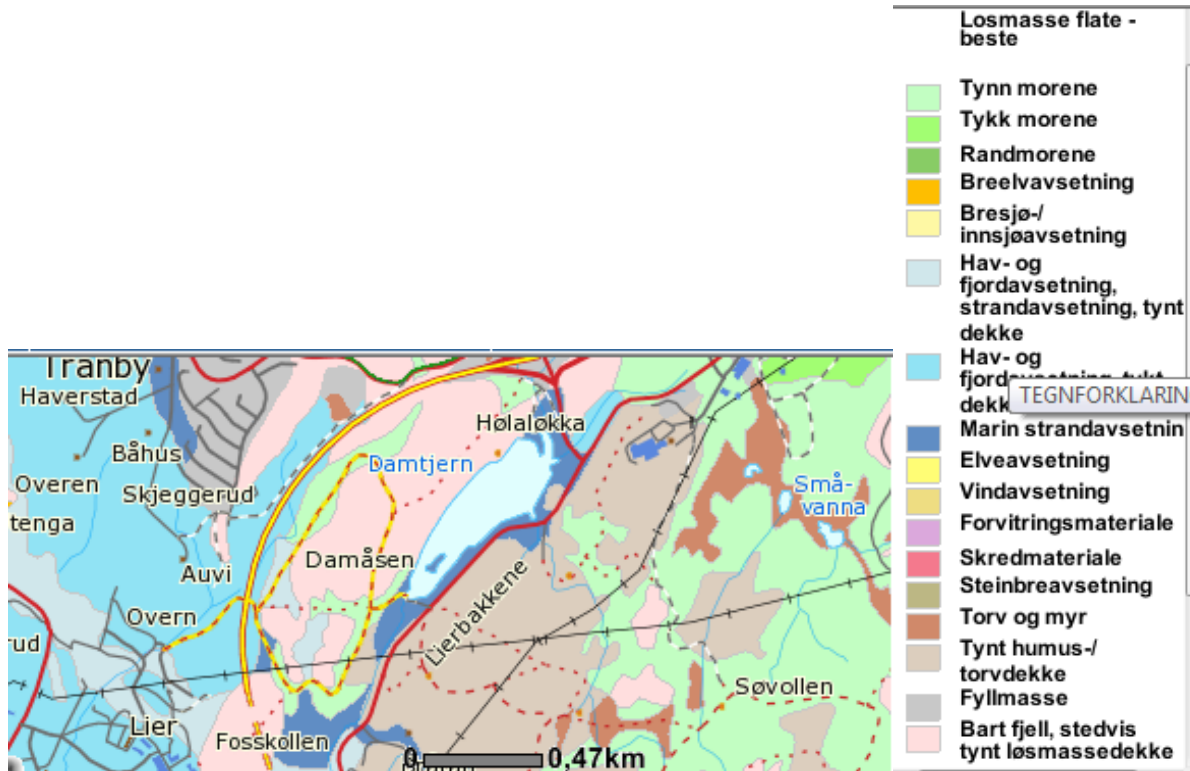 Losmasse flate -
beste
Tynn morene
Tykk morene
Randmorene
Breelvavsetning
Bresjø-/
innsjøavsetning
Hav- og
fjordavsetning,
strandavsetning, tynt
dekke
Hav- og
TEGNFORKLARIN
Marin strandavsetnin
Elveavsetning
Vindavsetning
Forvitringsmateriale
Skredmateriale
Steinbreavsetning
Torv og myr
Tynt humus-/
torvdekke
Fyllmasse
Bart fjell, stedvis
tynt løsmassedekke
Tranby
Haverstad
Hølaløkka
Båhus
Damtjern
Overen
Skjeggerud
Små-
vanna
tenga
Damåsen
Auvi
Overn
rud
Lierbakkene
Søvollen
Lier
Fosskollen
0 0,47km